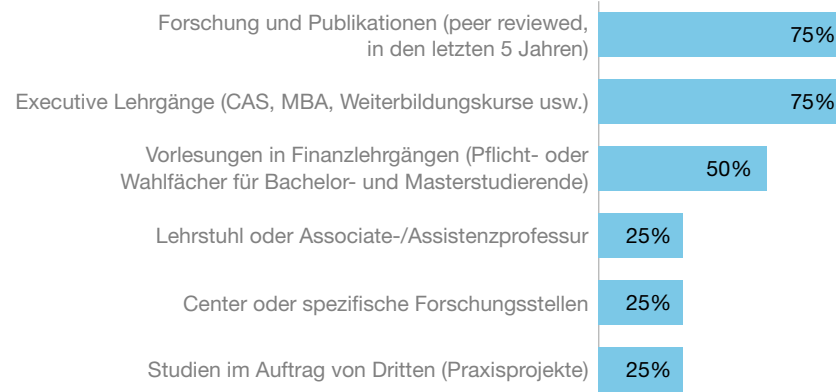 Forschung und Publikationen (peer reviewed,
in den letzten 5 Jahren)
75%
Executive Lehrgänge (CAS, MBA, Weiterbildungskurse usw.)
75%
Vorlesungen in Finanzlehrgängen (Pflicht- oder
Wahlfächer für Bachelor- und Masterstudierende)
50%
Lehrstuhl oder Associate-/Assistenzprofessur
25%
Center oder spezifische Forschungsstellen
25%
Studien im Auftrag von Dritten (Praxisprojekte)
25%